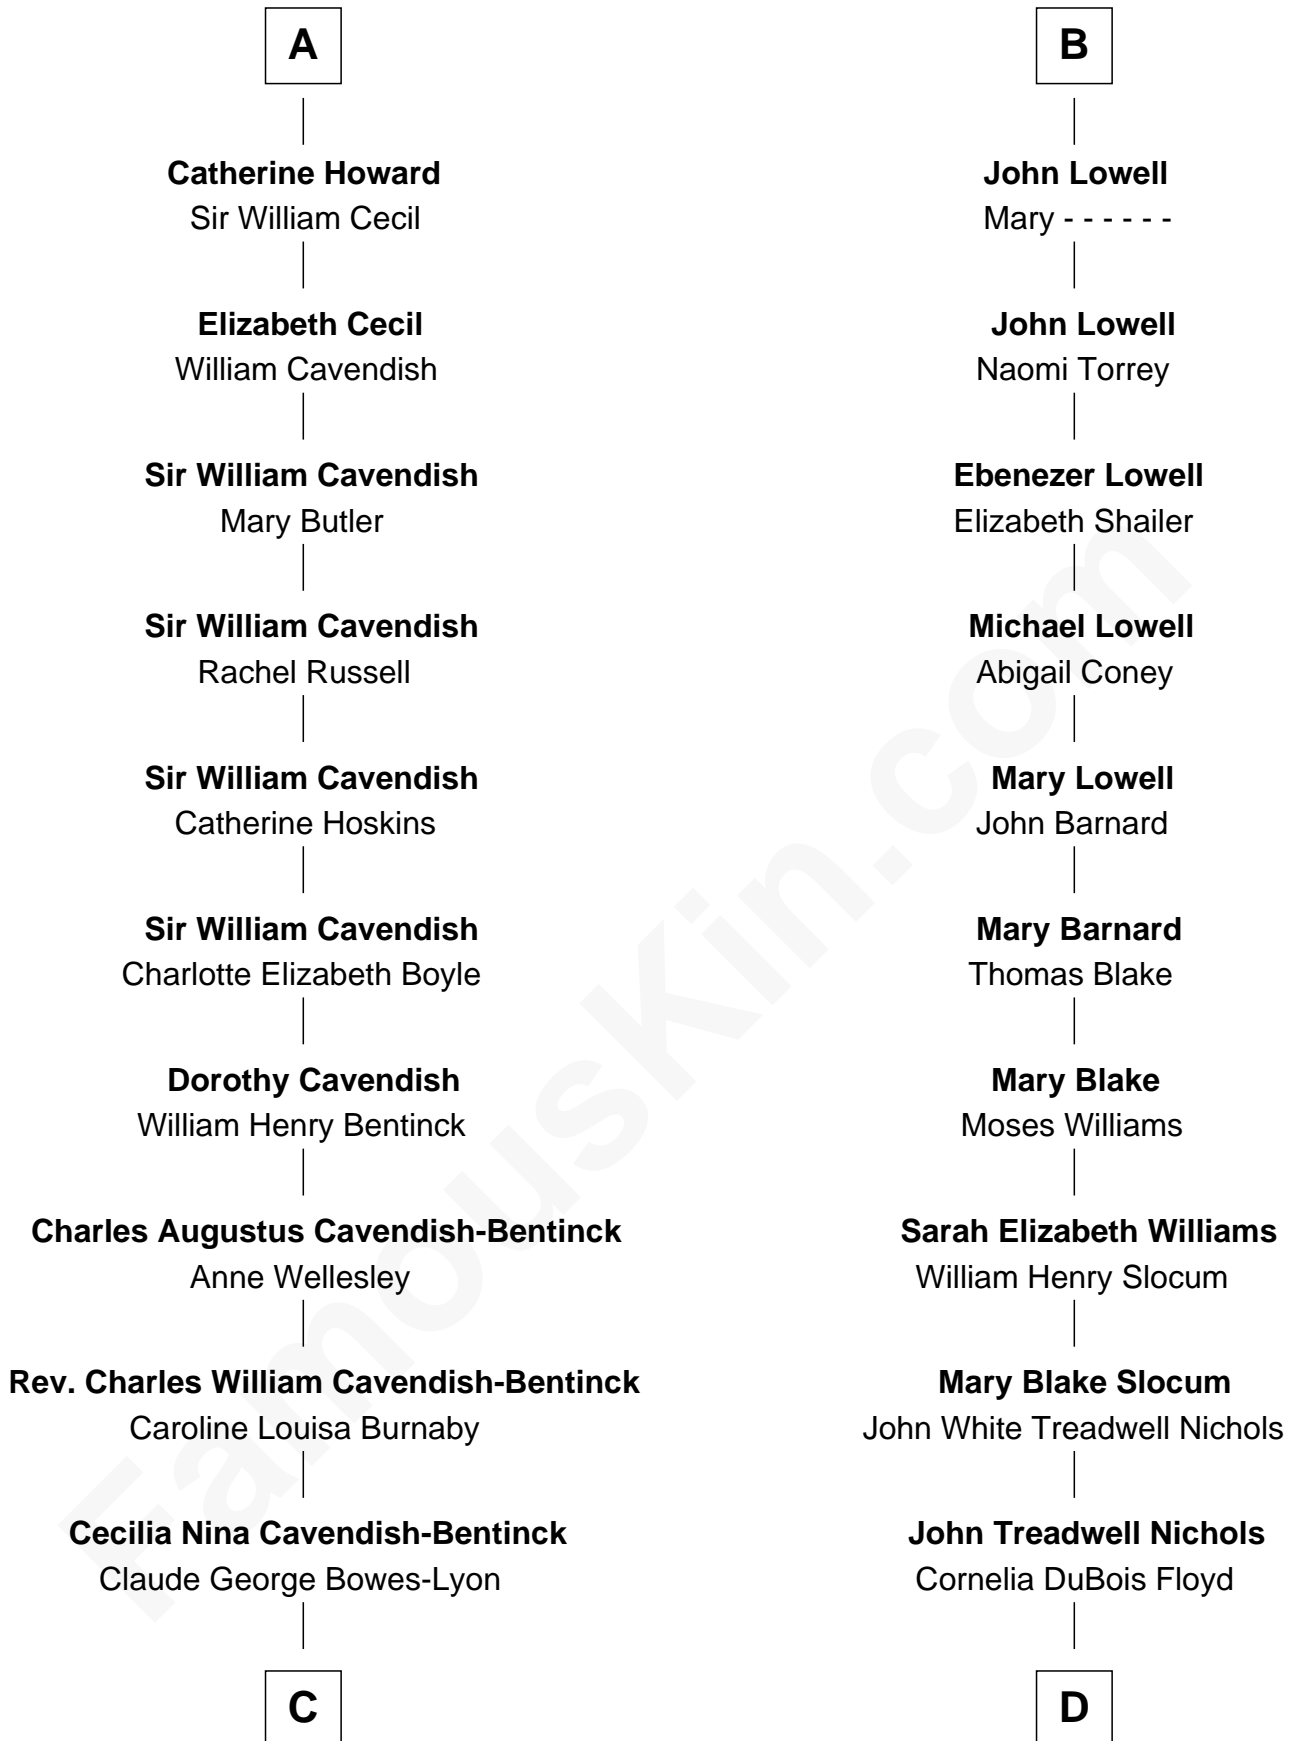 A
Catherine Howard
Sir William Cecil
Elizabeth Cecil
William Cavendish
Sir William Cavendish
Mary Butler
Sir William Cavendish
Rachel Russell
Sir William Cavendish
Catherine Hoskins
Sir William Cavendish
Charlotte Elizabeth Boyle
Dorothy Cavendish
William Henry Bentinck
Charles Augustus Cavendish-Bentinck
Anne Wellesley
Rev. Charles William Cavendish-Bentinck
Caroline Louisa Burnaby
Cecilia Nina Cavendish-Bentinck
Claude George Bowes-Lyon
C
B
John Lowell
Mary - - - - - -
John Lowell
Naomi Torrey
Ebenezer Lowell
Elizabeth Shailer
Michael Lowell
Abigail Coney
Mary Lowell
John Barnard
Mary Barnard
Thomas Blake
Mary Blake
Moses Williams
Sarah Elizabeth Williams
William Henry Slocum
Mary Blake Slocum
John White Treadwell Nichols
John Treadwell Nichols
Cornelia DuBois Floyd
D
FamousKin.com